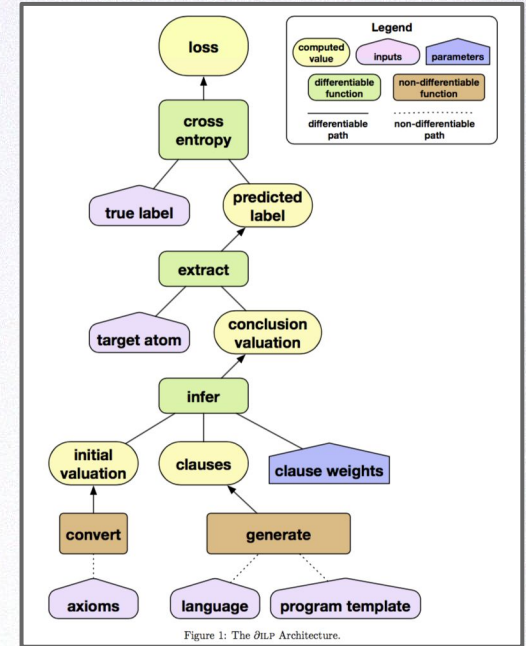 loss
Legend
computed
value
inputs
parameters
differentiable
function
non-differentiable
function
differentiable
path
non-differentiable
path
cross
entropy
true label
predicted
label
extract
target atom
conclusion
valuation
infer
initial
valuation
clauses
clause weights
convert
generate
axioms
language
program template
Figure 1: The ∂ILP Architecture.